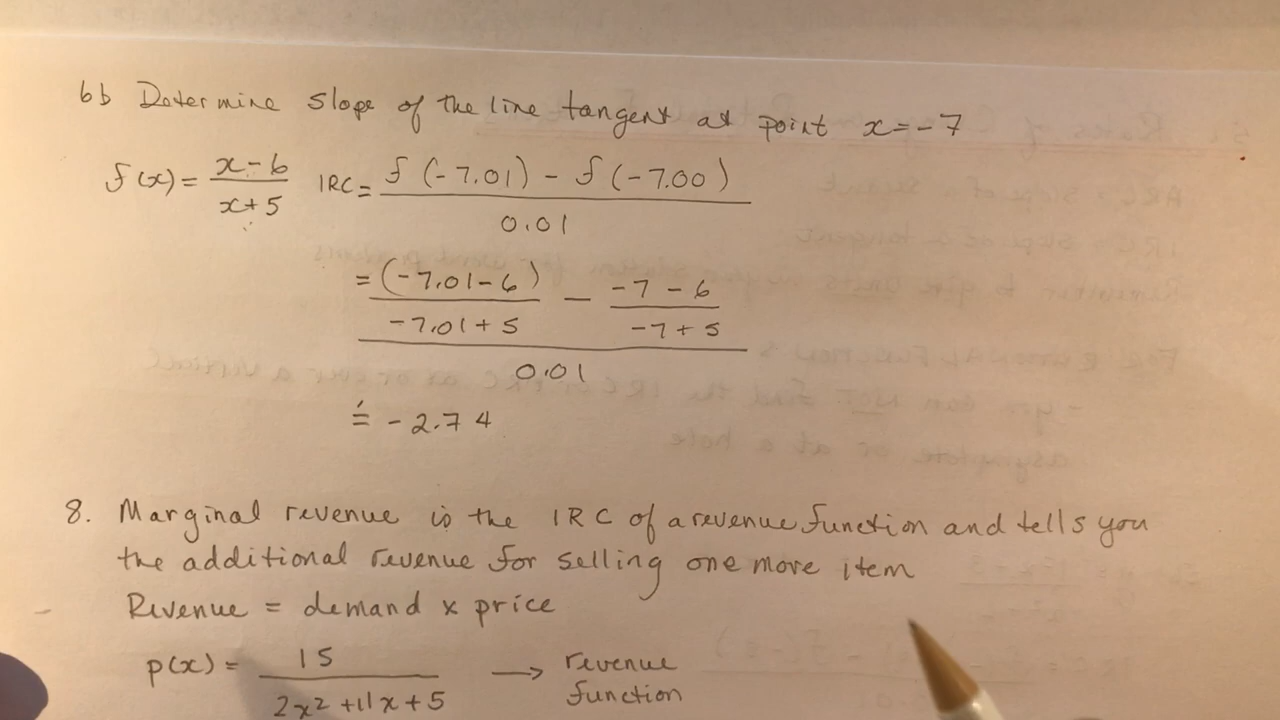 6b Determine slope of the line tangent at point x = -7
f(x) = x-6 / x+5 IRC = f(-7.01) - f(-7.00) / 0.01
= (-7.01-6) / -7.01+5 - -7-6 / -7+5
0.01
≐ -2.74
8. Marginal revenue is the IRC of a revenue function and tells you
the additional revenue for selling one more item
Revenue = demand x price
p(x) = 15 / 2x²+11x+5 → revenue
function